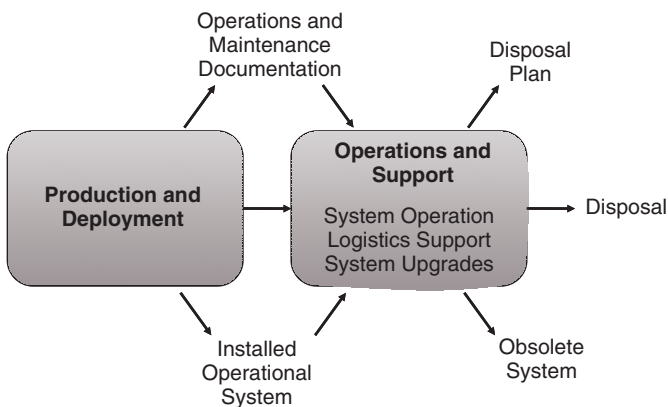 Operations and
Maintenance
Documentation
Disposal
Plan
Production and
Deployment
Operations and
Support
System Operation
Logistics Support
System Upgrades
Disposal
Installed
Operational
System
Obsolete
System